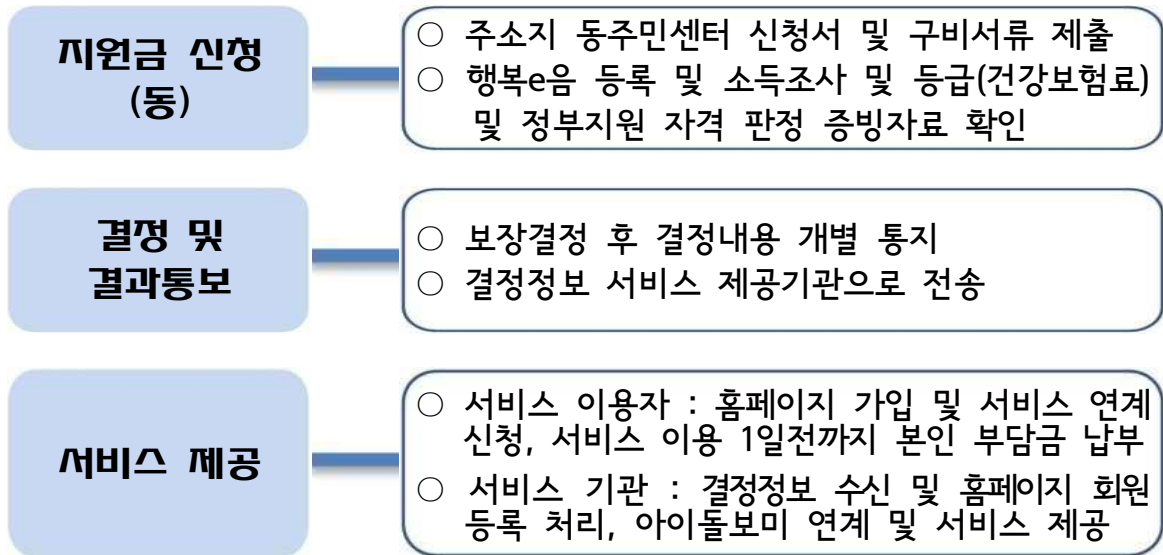 지원금 신청
(동)
○ 주소지 동주민센터 신청서 및 구비서류 제출
○ 행복e음 등록 및 소득조사 및 등급(건강보험료)
및 정부지원 자격 판정 증빙자료 확인
결정 및
결과통보
○ 보장결정 후 결정내용 개별 통지
○ 결정정보 서비스 제공기관으로 전송
서비스 제공
○ 서비스 이용자 : 홈페이지 가입 및 서비스 연계
신청, 서비스 이용 1일전까지 본인 부담금 납부
○ 서비스 기관 : 결정정보 수신 및 홈페이지 회원
등록 처리, 아이돌보미 연계 및 서비스 제공